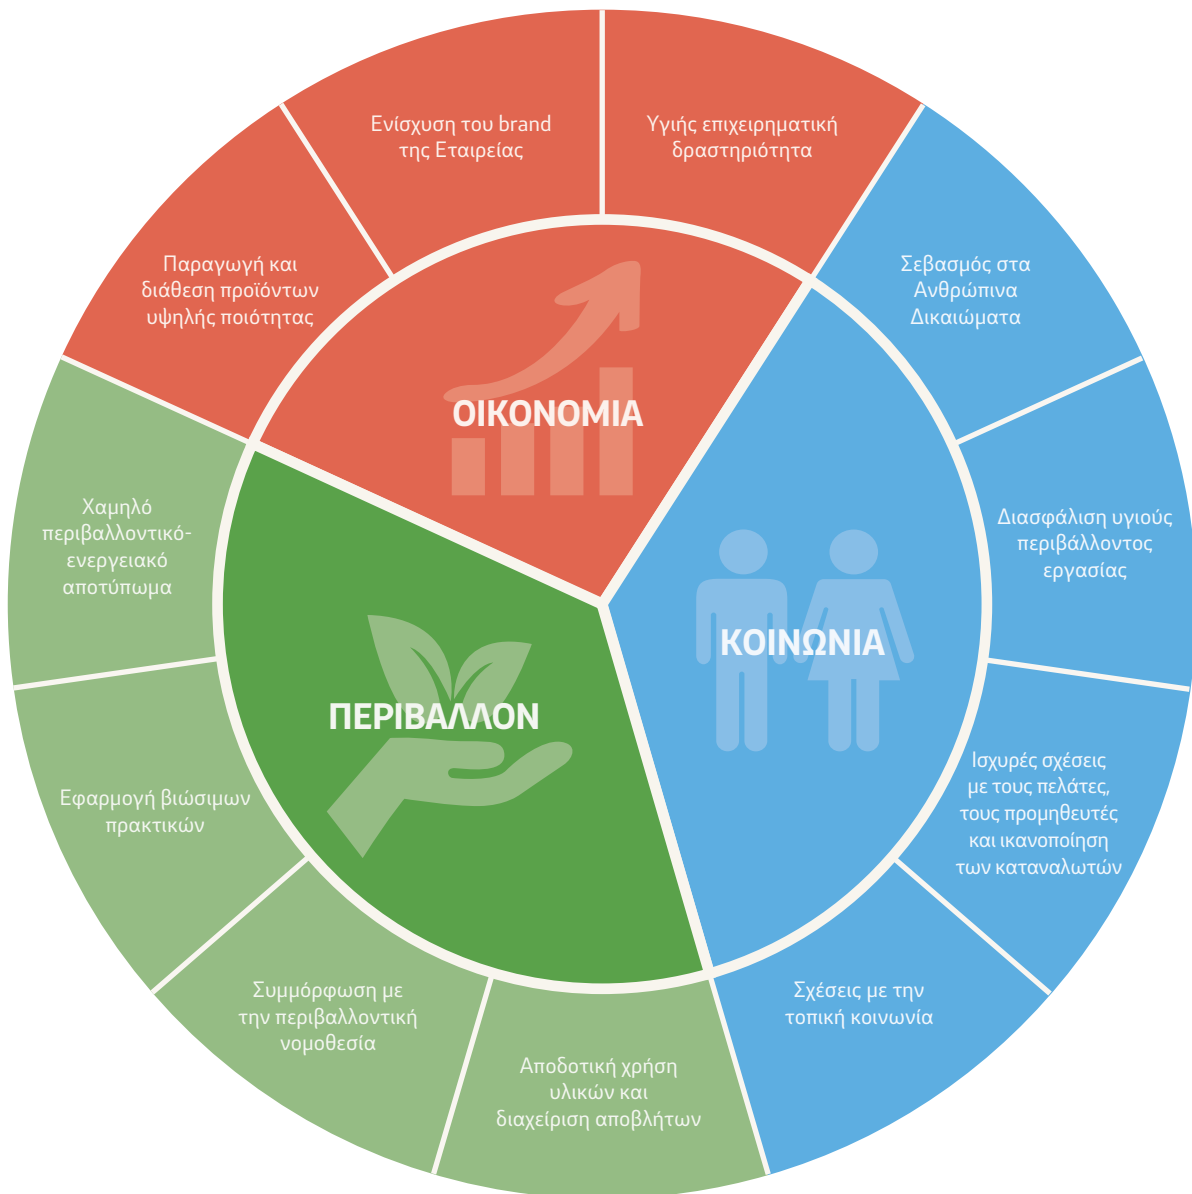 Ενίσχυση του brand
της Εταιρείας
Υγιής επιχειρηματική
δραστηριότητα
Παραγωγή και
διάθεση προϊόντων
υψηλής ποιότητας
Σεβασμός στα
Ανθρώπινα
Δικαιώματα
ΟΙΚΟΝΟΜΙΑ
Χαμηλό
περιβαλλοντικό-
ενεργειακό
αποτύπωμα
Διασφάλιση υγιούς
περιβάλλοντος
εργασίας
ΚΟΙΝΩΝΙΑ
ΠΕΡΙΒΑΛΛΟΝ
Εφαρμογή βιώσιμων
πρακτικών
Ισχυρές σχέσεις
με τους πελάτες,
τους προμηθευτές
και ικανοποίηση
των καταναλωτών
Συμμόρφωση με
την περιβαλλοντική
νομοθεσία
Σχέσεις με την
τοπική κοινωνία
Αποδοτική χρήση
υλικών και
διαχείριση αποβλήτων